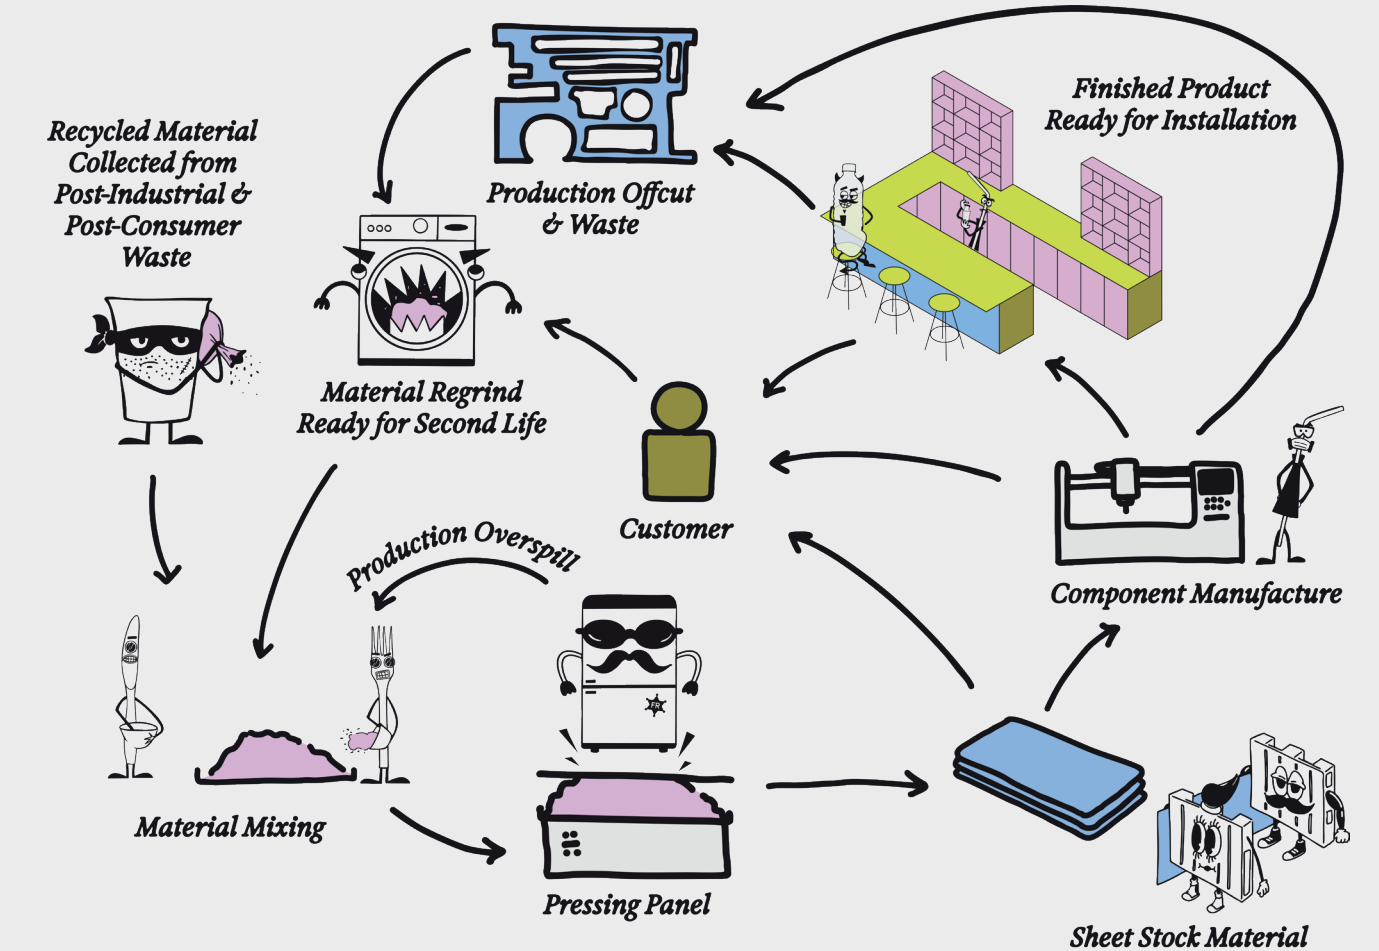 Finished Product
Ready for Installation
Recycled Material
Collected from
Post-Industrial &
Post-Consumer
Waste
Production Offcut
& Waste
Material Regrind
Ready for Second Life
Customer
Production Overspill
Component Manufacture
Material Mixing
Pressing Panel
Sheet Stock Material